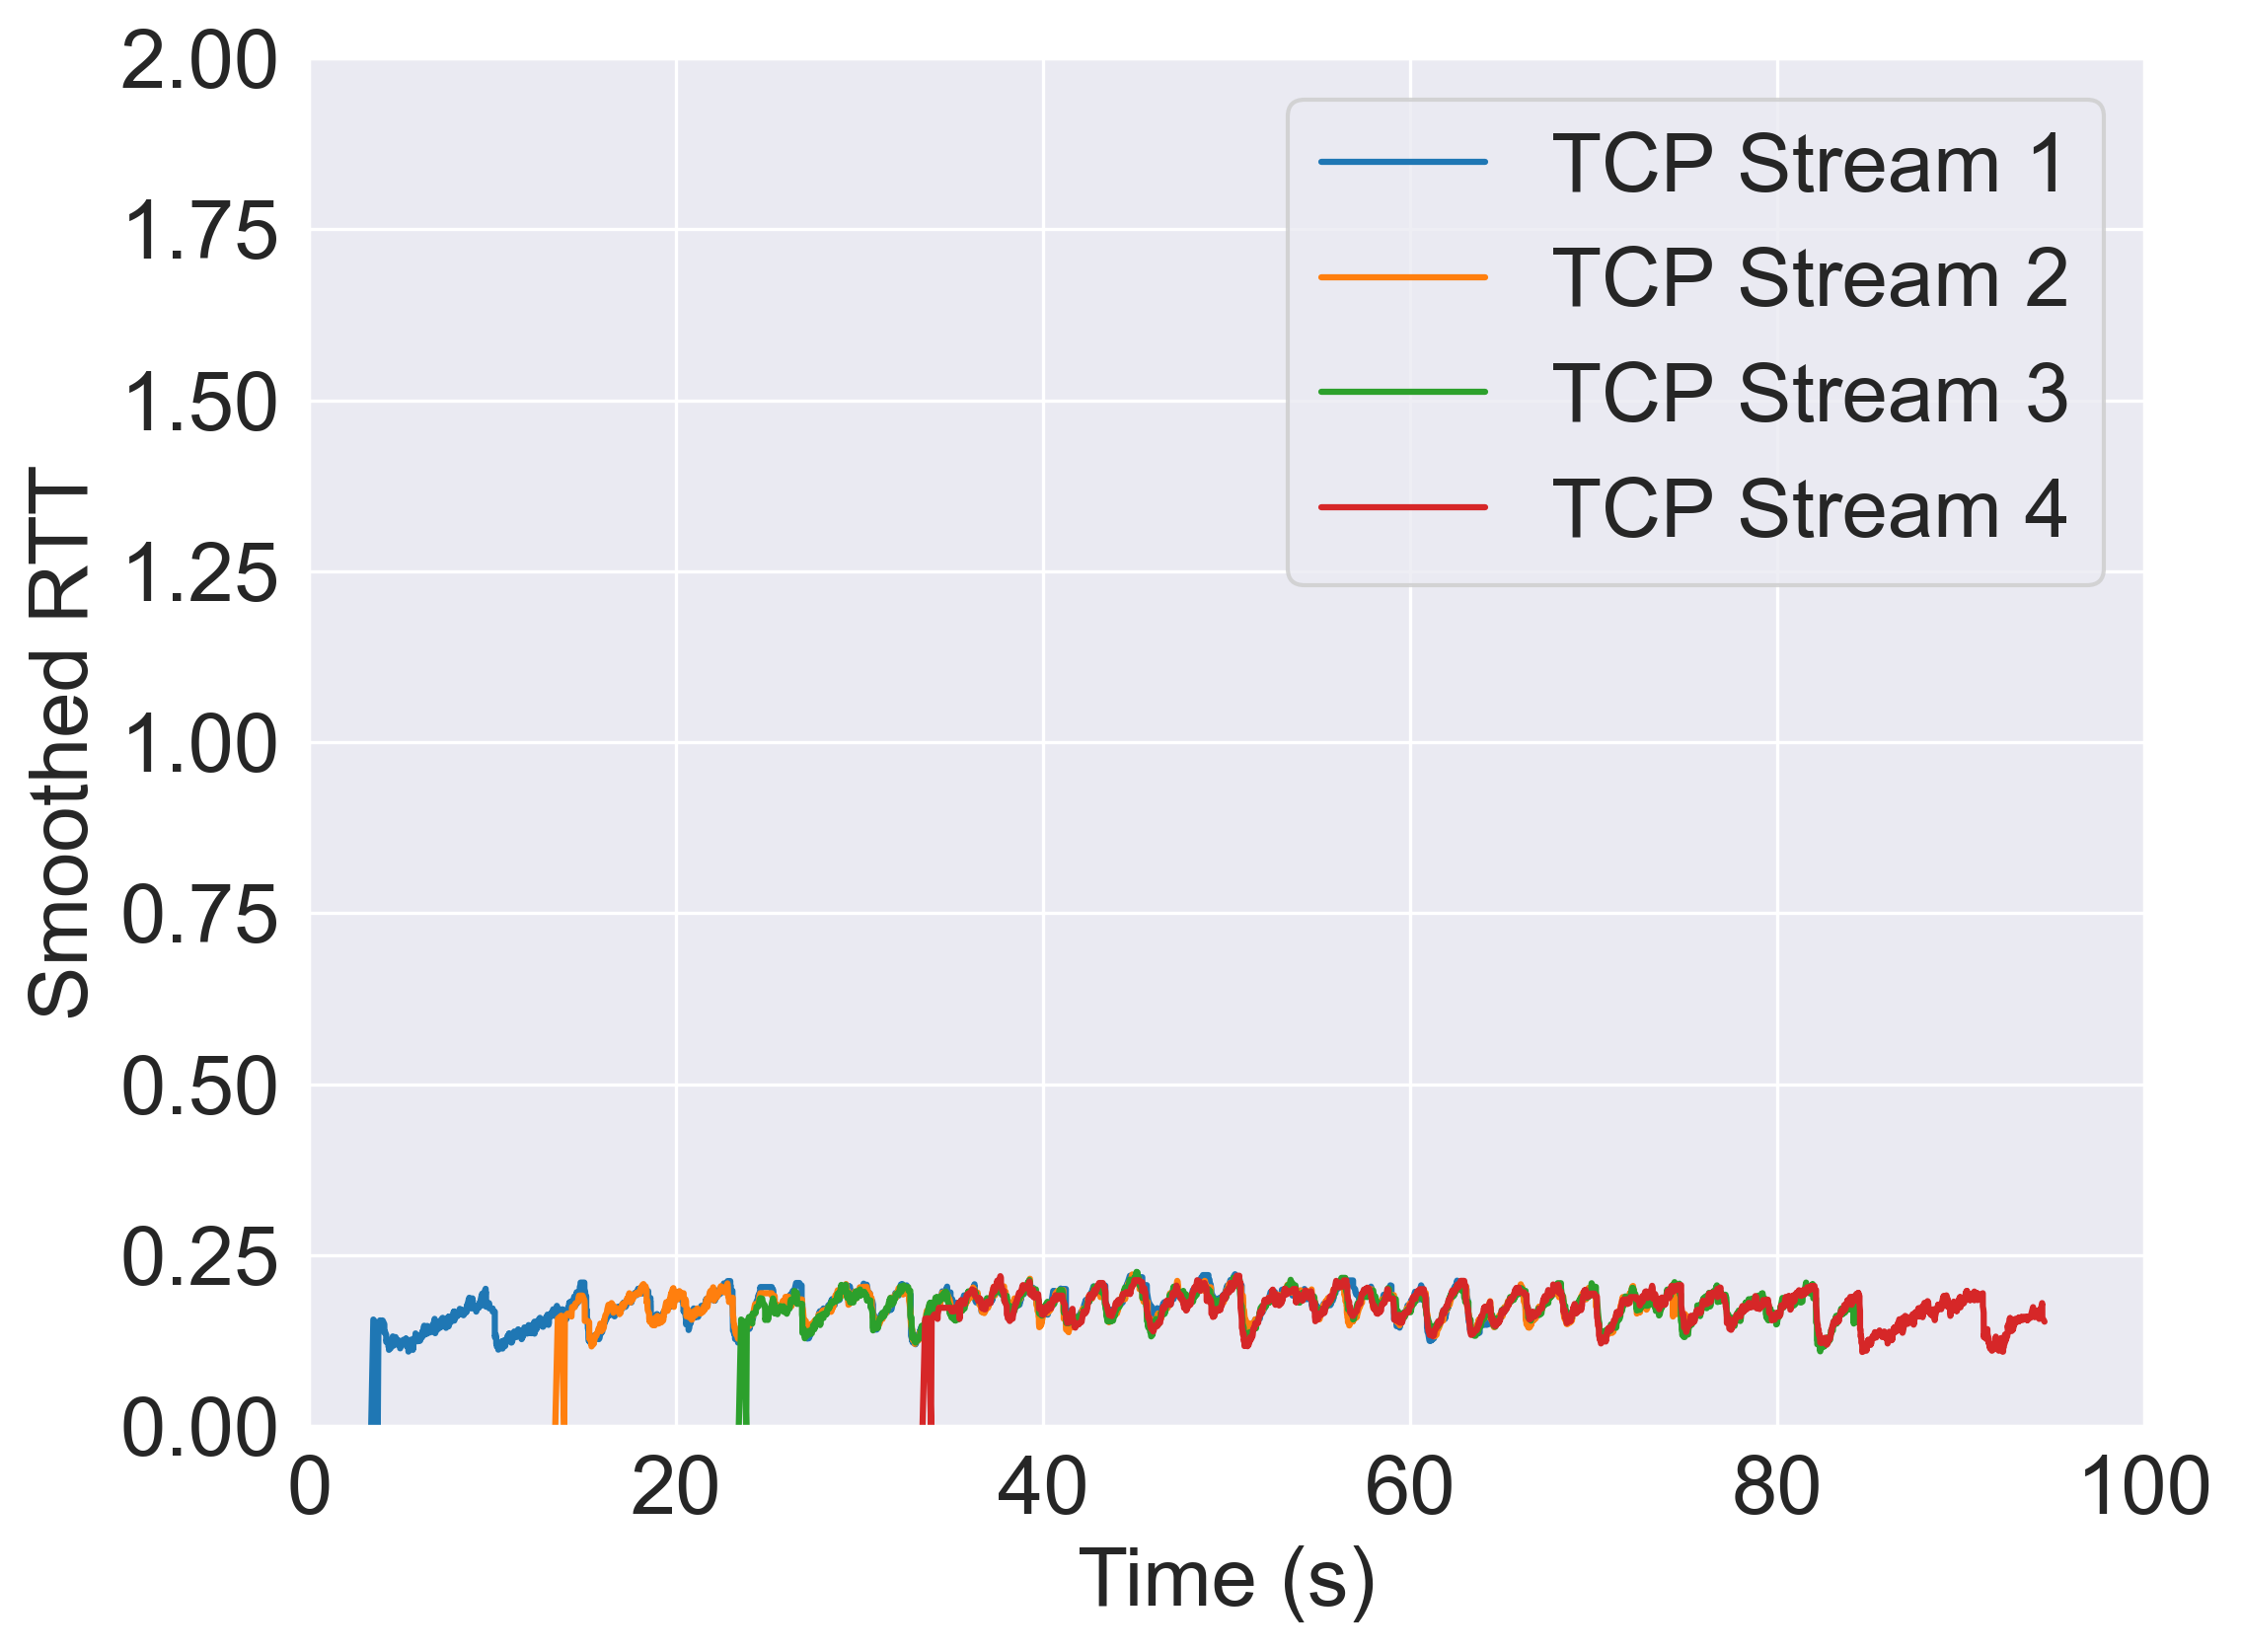 2.00
1.75
1.50
1.25
1.00
0.75
0.50
0.25
0.00
Smoothed RTT
TCP Stream 1
TCP Stream 2
TCP Stream 3
TCP Stream 4
0 20 40 60 80 100
Time (s)